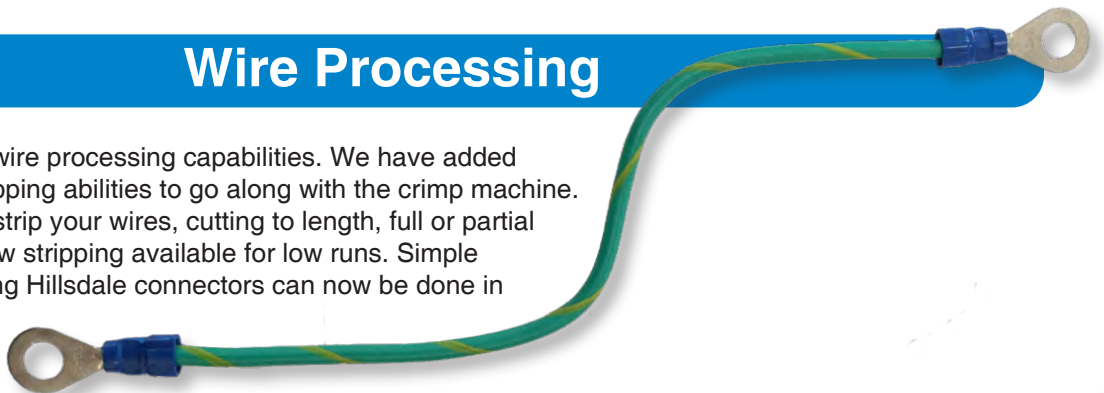 Wire Processing
wire processing capabilities. We have added
pping abilities to go along with the crimp machine.
strip your wires, cutting to length, full or partial
w stripping available for low runs. Simple
ng Hillsdale connectors can now be done in